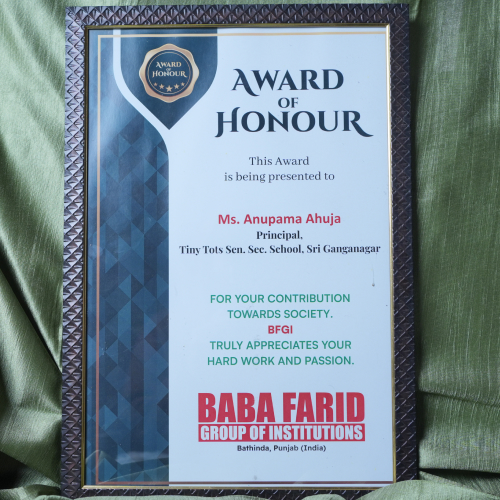 AWARD
OF
HONOUR
AWARD
OF
HONOUR
This Award
is being presented to
Ms. Anupama Ahuja
Principal,
Tiny Tots Sen. Sec. School, Sri Ganganagar
FOR YOUR CONTRIBUTION
TOWARDS SOCIETY.
BFGI
TRULY APPRECIATES YOUR
HARD WORK AND PASSION.
BABA FARID
GROUP OF INSTITUTIONS
Bathinda, Punjab (India)